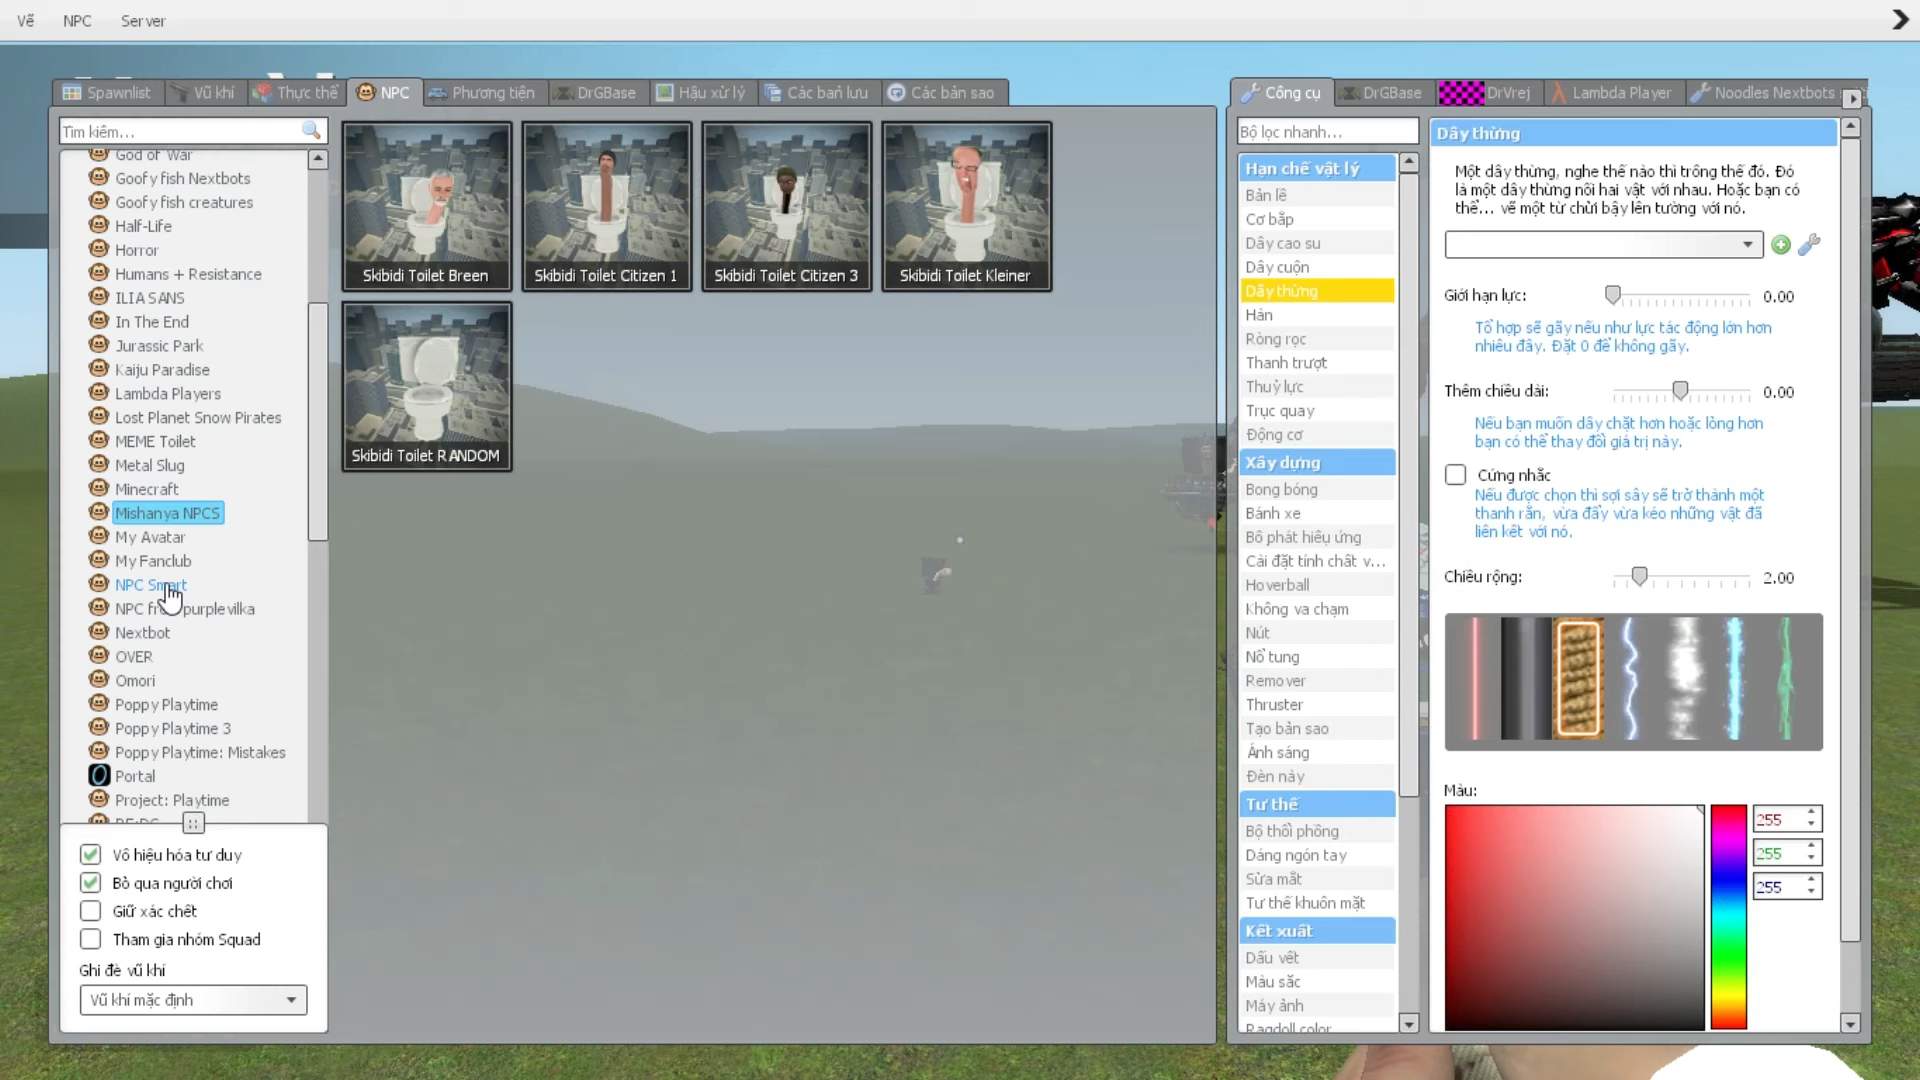 Vẽ NPC Server
Spawnlist Vũ khí Thực thể NPC Phương tiện DrGBase Hậu xử lý Các bản lưu Các bản sao
Tìm kiếm...
God of War
Goofy fish Nextbots
Goofy fish creatures
Half-Life
Horror
Humans + Resistance
ILIA SANS
In The End
Jurassic Park
Kaiju Paradise
Lambda Players
Lost Planet Snow Pirates
MEME Toilet
Metal Slug
Minecraft
Mishanya NPCS
My Avatar
My Fanclub
NPC Smart
NPC purplevilka
Nextbot
OVER
Omori
Poppy Playtime
Poppy Playtime 3
Poppy Playtime: Mistakes
Portal
Project: Playtime
Vô hiệu hóa tư duy
Bỏ qua người chơi
Giữ xác chết
Tham gia nhóm Squad
Ghi đè vũ khí
Vũ khí mặc định
Skibidi Toilet Breen
Skibidi Toilet Citizen 1
Skibidi Toilet Citizen 3
Skibidi Toilet Kleiner
Skibidi Toilet RANDOM
Công cụ DrGBase DrVrej Lambda Player Noodles Nextbots
Bộ lọc nhanh...
Hạn chế vật lý
Bản lề
Cơ bắp
Dây cao su
Dây cuộn
Dây thừng
Hàn
Ròng rọc
Thanh trượt
Thuỷ lực
Trục quay
Động cơ
Xây dựng
Bong bóng
Bánh xe
Bộ phát hiệu ứng
Cài đặt tính chất v...
Hoverball
Không va chạm
Nút
Nổ tung
Remover
Thruster
Tạo bản sao
Ánh sáng
Đèn này
Tư thế
Bộ thổi phồng
Dáng ngón tay
Sửa mắt
Tư thế khuôn mặt
Kết xuất
Dấu vết
Màu sắc
Máy ảnh
Ragdoll color
Dây thừng
Một dây thừng, nghe thế nào thì trông thế đó. Đó
là một dây thừng nối hai vật với nhau. Hoặc bạn có
thể... vẽ một từ chửi bậy lên tường với nó.
Giới hạn lực: 0.00
Tổ hợp sẽ gãy nếu như lực tác động lớn hơn
nhiêu đây. Đặt 0 để không gãy.
Thêm chiều dài: 0.00
Nếu bạn muốn dây chặt hơn hoặc lỏng hơn
bạn có thể thay đổi giá trị này.
Cứng nhắc
Nếu được chọn thì sợi sây sẽ trở thành một
thanh rắn, vừa đẩy vừa kéo những vật đã
liên kết với nó.
Chiều rộng: 2.00
Màu:
255
255
255